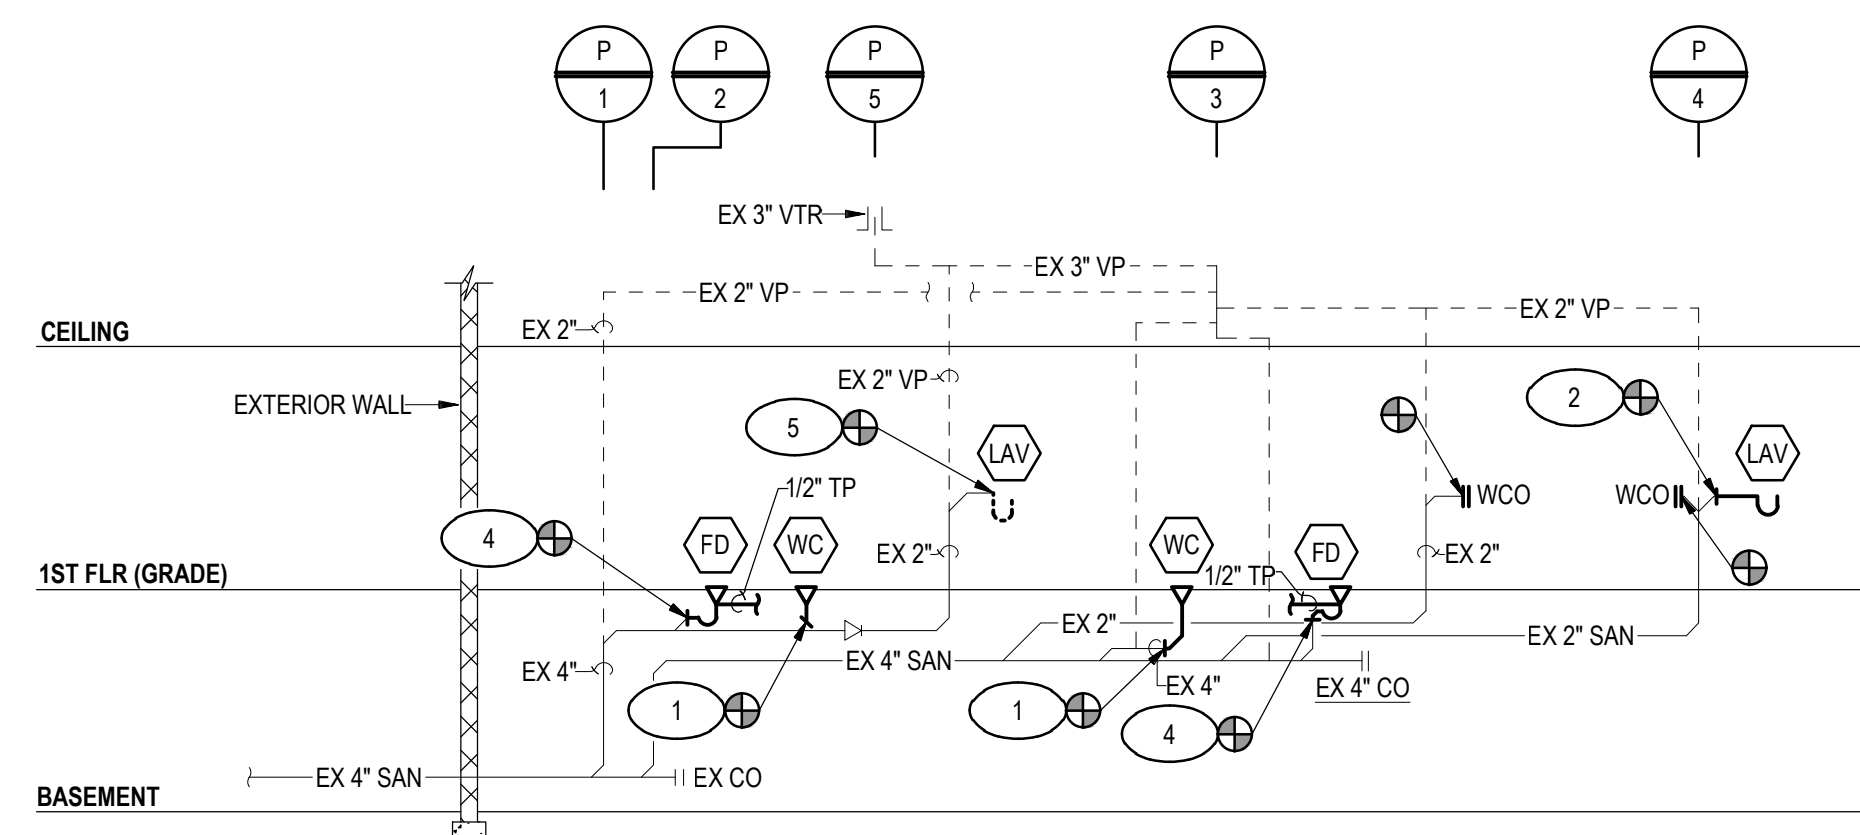 P
1
P
2
P
5
P
3
P
4
EX 3" VTR
EX 3" VP
EX 2" VP
EX 2" VP
EX 2"
CEILING
EX 2" VP
EXTERIOR WALL
5
2
LAV
LAV
1/2" TP
WCO
WCO
4
FD
WC
EX 2"
WC
FD
EX 2"
1ST FLR (GRADE)
1/2" TP
EX 2"
EX 2" SAN
EX 4"
EX 4" SAN
EX 4"
EX 4" CO
1
1
4
EX 4" SAN
EX CO
BASEMENT